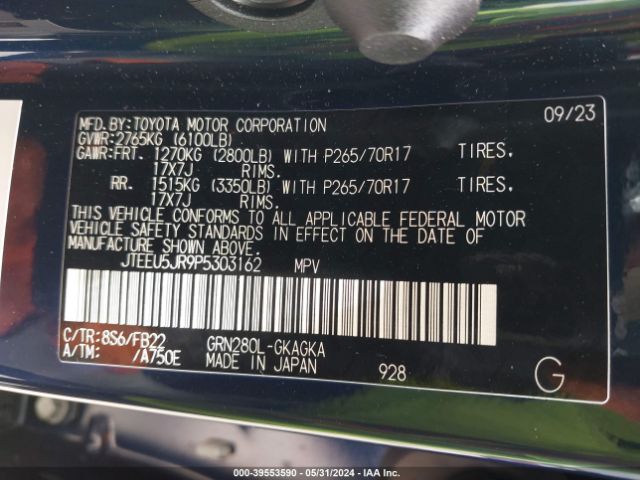 MFD.BY:TOYOTA MOTOR CORPORATION 09/23
GVWR:2765KG (6100LB)
GAWR:FRT. 1270KG (2800LB) WITH P265/70R17 TIRES.
17X7J RIMS.
RR. 1515KG (3350LB) WITH P265/70R17 TIRES.
17X7J RIMS.
THIS VEHICLE CONFORMS TO ALL APPLICABLE FEDERAL MOTOR
VEHICLE SAFETY STANDARDS IN EFFECT ON THE DATE OF
MANUFACTURE SHOWN ABOVE.
JTEEU5JR9P5303162 MPV
C/TR:8S6/FB22 GRN280L-GKAGKA
A/TM: /A750E MADE IN JAPAN 928 G
000-39553590 - 05/31/2024 - IAA Inc.